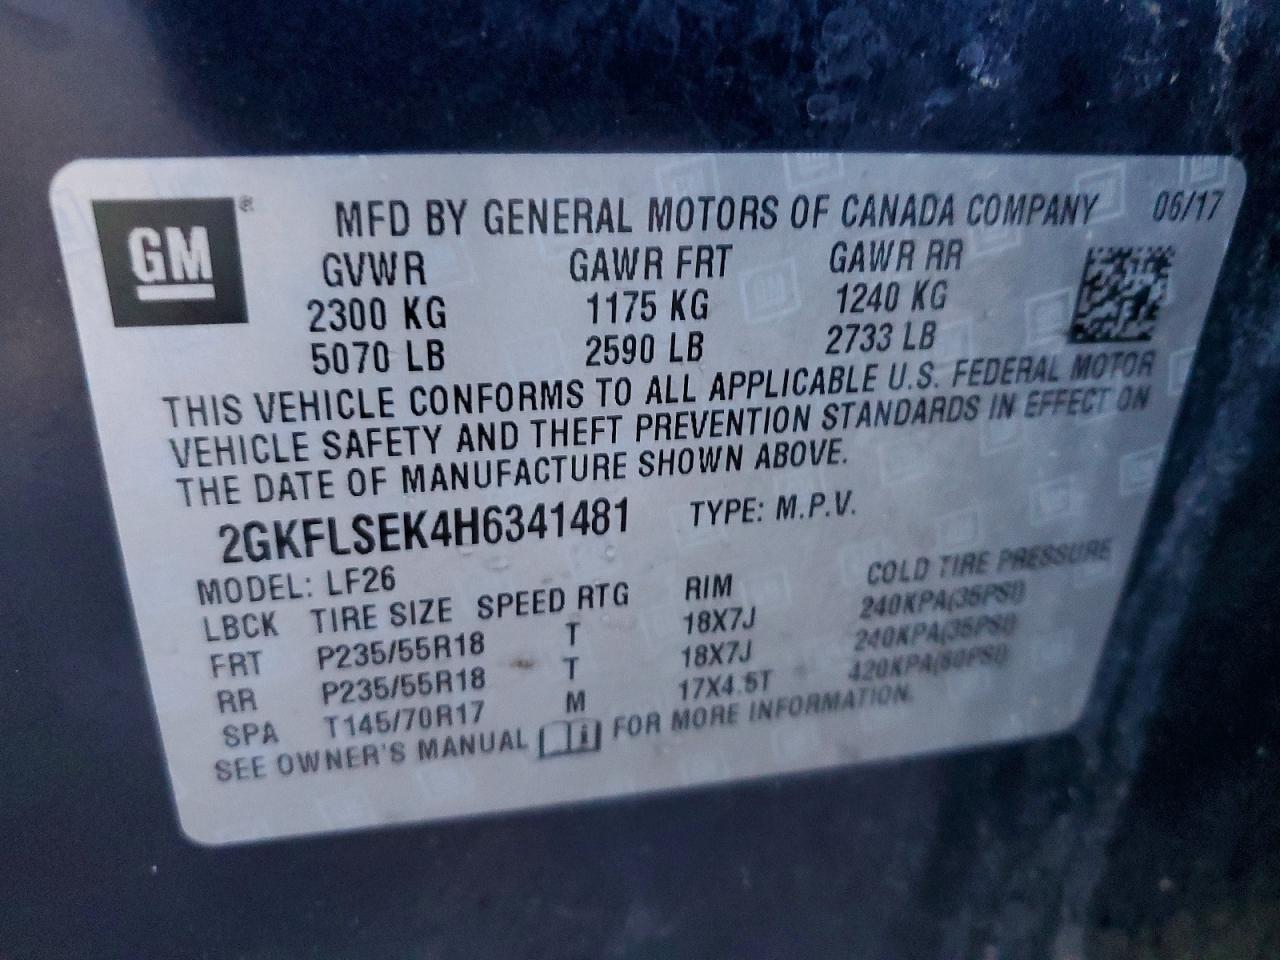 GM ®
MFD BY GENERAL MOTORS OF CANADA COMPANY 06/17
GVWR GAWR FRT GAWR RR
2300 KG 1175 KG 1240 KG
5070 LB 2590 LB 2733 LB
THIS VEHICLE CONFORMS TO ALL APPLICABLE U.S. FEDERAL MOTOR
VEHICLE SAFETY AND THEFT PREVENTION STANDARDS IN EFFECT ON
THE DATE OF MANUFACTURE SHOWN ABOVE.
2GKFLSEK4H6341481 TYPE: M.P.V.
MODEL: LF26
LBCK TIRE SIZE SPEED RTG RIM COLD TIRE PRESSURE
FRT P235/55R18 T 18X7J 240KPA(35PSI)
RR P235/55R18 T 18X7J 240KPA(35PSI)
SPA T145/70R17 M 17X4.5T 420KPA(60PSI)
SEE OWNER'S MANUAL i FOR MORE INFORMATION.